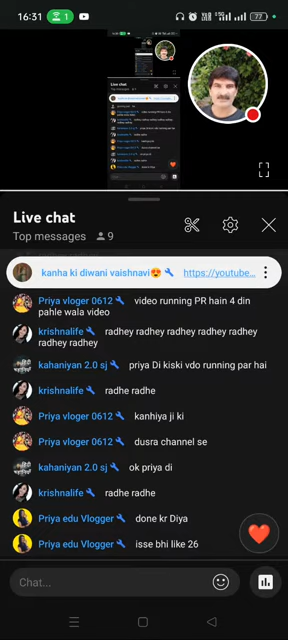 16:31
1
77
Live chat
Top messages 9
kanha ki diwani vaishnavi😍 https://youtube...
Priya vloger 0612 video running PR hain 4 din
pahle wala video
krishnalife radhey radhey radhey radhey radhey
radhey radhey
kahaniyan 2.0 sj priya Di kiski vdo running par hai
krishnalife radhe radhe
Priya vloger 0612 kanhiya ji ki
Priya vloger 0612 dusra channel se
kahaniyan 2.0 sj ok priya di
krishnalife radhe radhe
Priya edu Vlogger done kr Diya
Priya edu Vlogger isse bhi like 26
Chat...